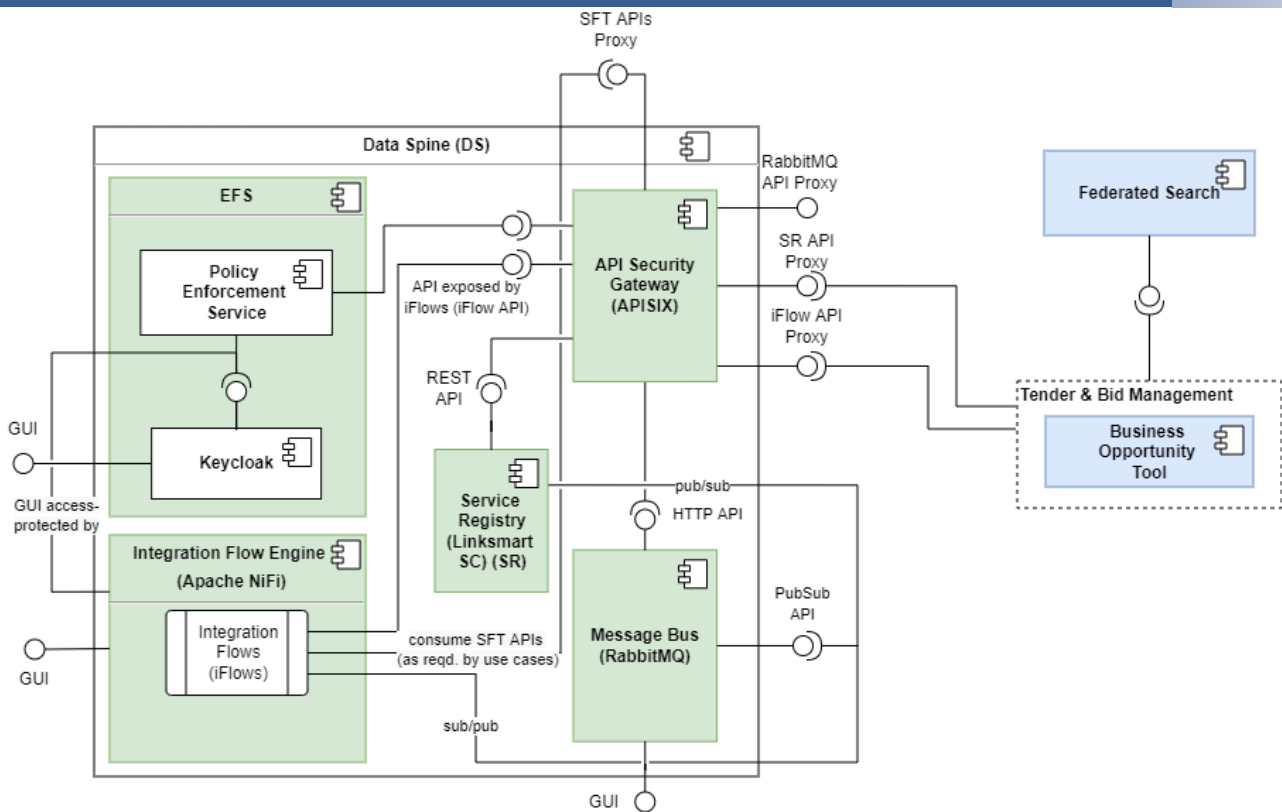 SFT APIs
Proxy
Data Spine (DS)
EFS
Policy
Enforcement
Service
Keycloak
GUI
GUI access-
protected by
Integration Flow Engine
(Apache NiFi)
Integration
Flows
(iFlows)
GUI
API exposed by
iFlows (iFlow API)
REST
API
Service
Registry
(Linksmart
SC) (SR)
consume SFT APIs
(as reqd. by use cases)
sub/pub
API Security
Gateway
(APISIX)
pub/sub
HTTP API
Message Bus
(RabbitMQ)
GUI
RabbitMQ
API Proxy
SR API
Proxy
iFlow API
Proxy
PubSub
API
Federated Search
Tender & Bid Management
Business
Opportunity
Tool